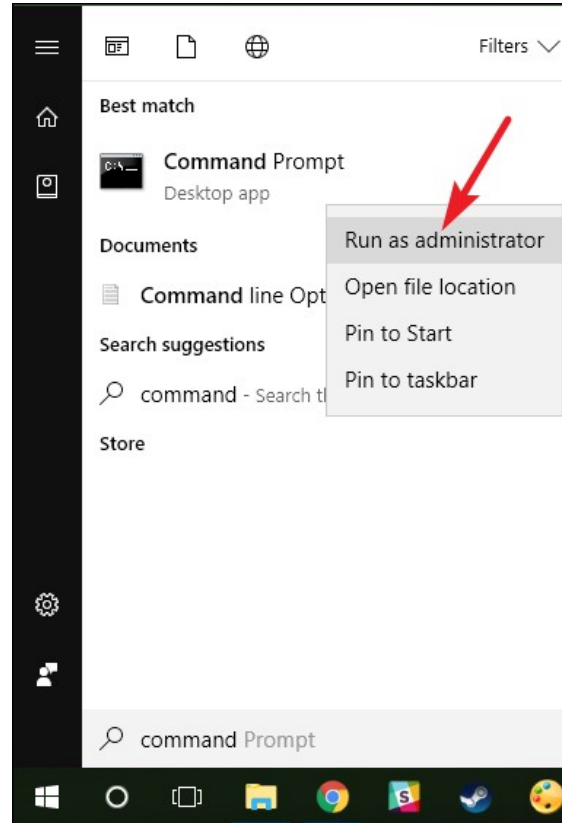 Filters
Best match
C:\_
Command Prompt
Desktop app
Run as administrator
Documents
Open file location
Command line Opt
Pin to Start
Search suggestions
Pin to taskbar
command - Search
Store
command Prompt
S